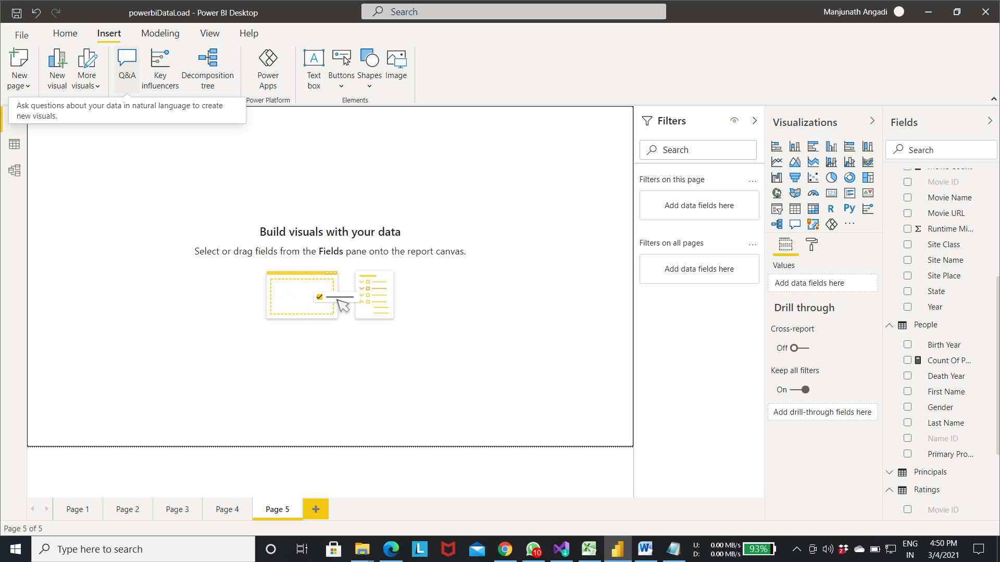 powerbiDataLoad - Power BI Desktop
Search
Manjunath Angadi
File
Home
Insert
Modeling
View
Help
New
page
New
visual
More
visuals
Q&A
Key
influencers
Decomposition
tree
Power
Apps
Text
box
Buttons
Shapes
Image
Power Platform
Elements
Ask questions about your data in natural language to create
new visuals.
Build visuals with your data
Select or drag fields from the Fields pane onto the report canvas.
Filters
Search
Filters on this page
...
Add data fields here
Filters on all pages
...
Add data fields here
Visualizations
123
R
Py
...
Values
Add data fields here
Drill through
Cross-report
Off
Keep all filters
On
Add drill-through fields here
Fields
Search
Movie ID
Movie Name
Movie URL
Σ Runtime Mi...
Site Class
Site Name
Site Place
State
Year
People
Birth Year
Count Of P...
Death Year
First Name
Gender
Last Name
Name ID
Primary Pro...
Principals
Ratings
Movie ID
Page 1
Page 2
Page 3
Page 4
Page 5
+
Page 5 of 5
Type here to search
L
10
W
U: 0.00 MB/s
D: 0.00 MB/s
93%
2
ENG
IN
4:50 PM
3/4/2021